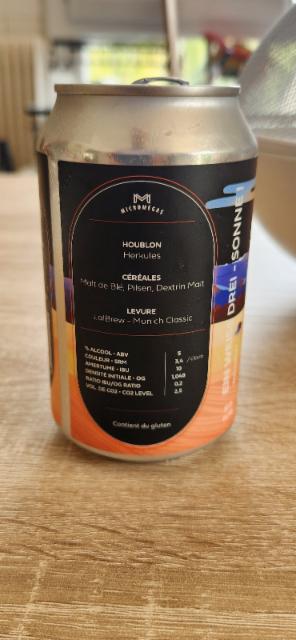 MICROMÉGAS
HOUBLON
Herkules
CÉRÉALES
Malt de Blé, Pilsen, Dextrin Malt
LEVURE
LalBrew - Munich Classic
% ALCOOL - ABV 5
COULEUR - SRM 3,4
AMERTUME - IBU 10
DENSITÉ INITIALE - OG 1,048
RATIO IBU/OG RATIO 0.2
VOL. DE CO2 - CO2 LEVEL 2,5
Contient du gluten
DREI - SONNE